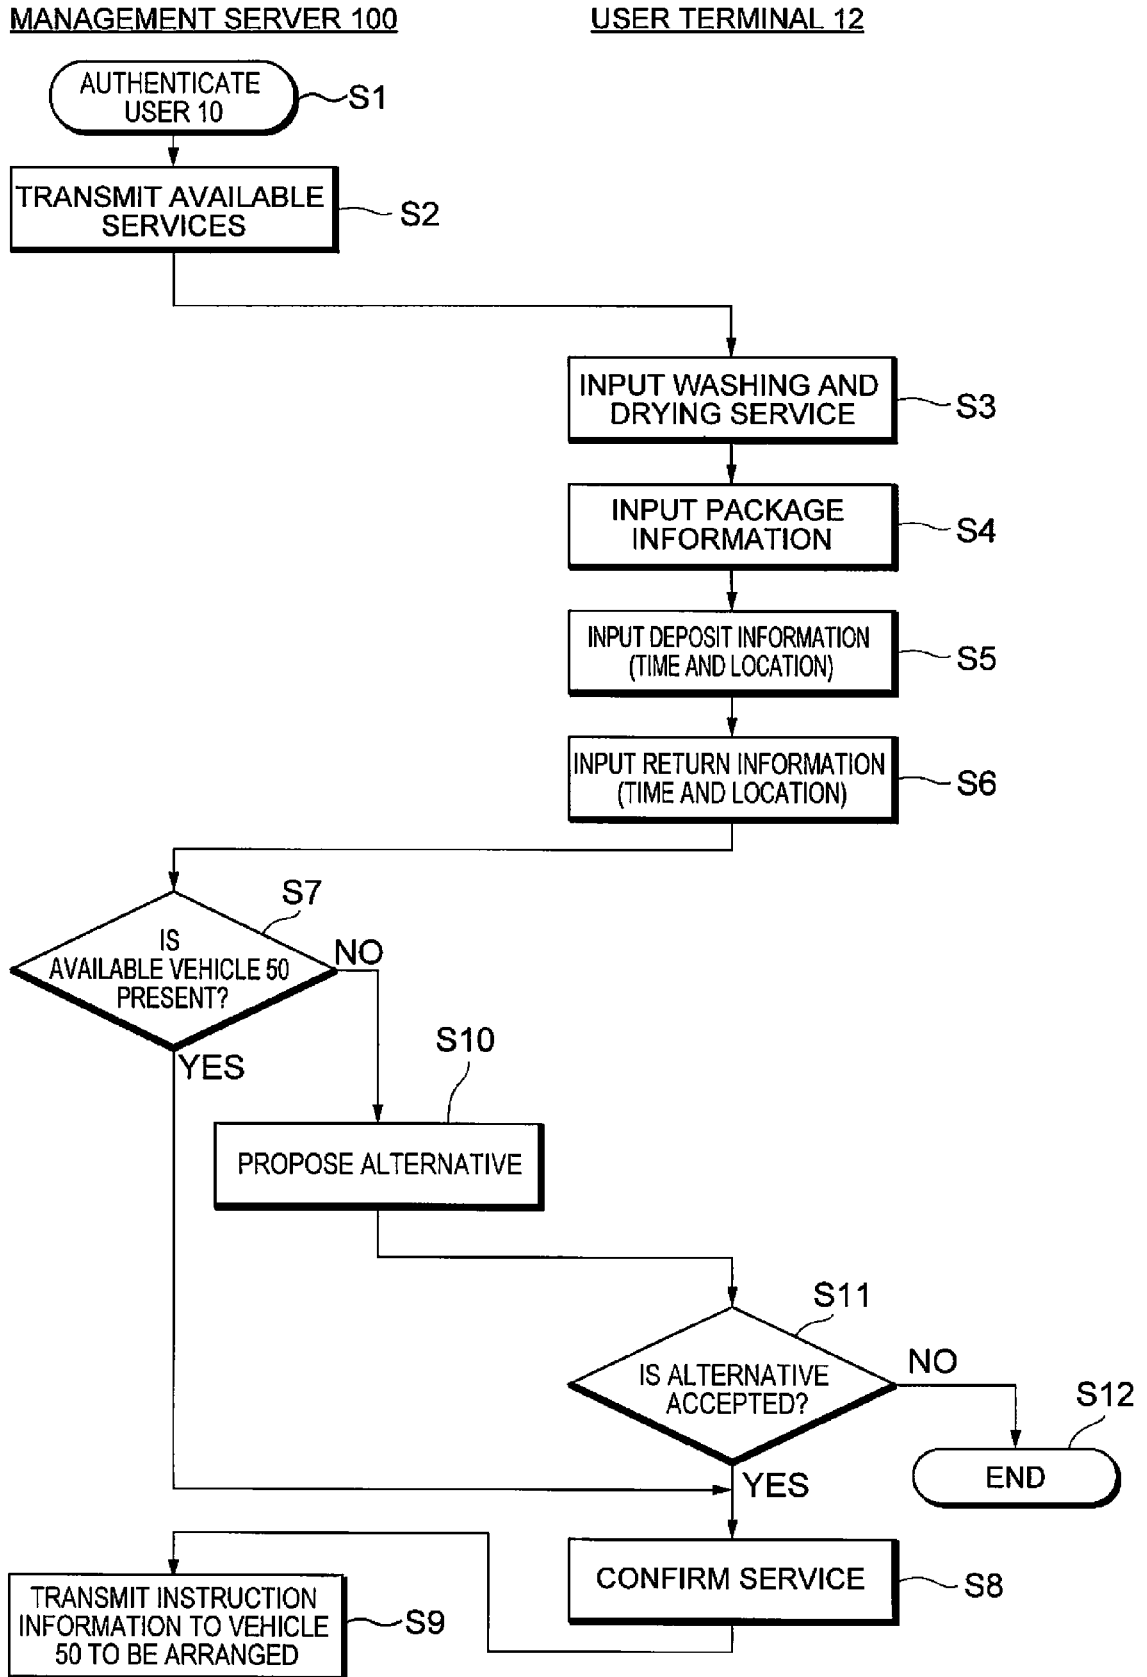 MANAGEMENT SERVER 100
USER TERMINAL 12
AUTHENTICATE
USER 10
S1
TRANSMIT AVAILABLE
SERVICES
S2
INPUT WASHING AND
DRYING SERVICE
S3
INPUT PACKAGE
INFORMATION
S4
INPUT DEPOSIT INFORMATION
(TIME AND LOCATION)
S5
INPUT RETURN INFORMATION
(TIME AND LOCATION)
S6
S7
IS
AVAILABLE VEHICLE 50
PRESENT?
NO
YES
S10
PROPOSE ALTERNATIVE
S11
IS ALTERNATIVE
ACCEPTED?
NO
YES
S12
END
CONFIRM SERVICE
S8
TRANSMIT INSTRUCTION
INFORMATION TO VEHICLE
50 TO BE ARRANGED
S9